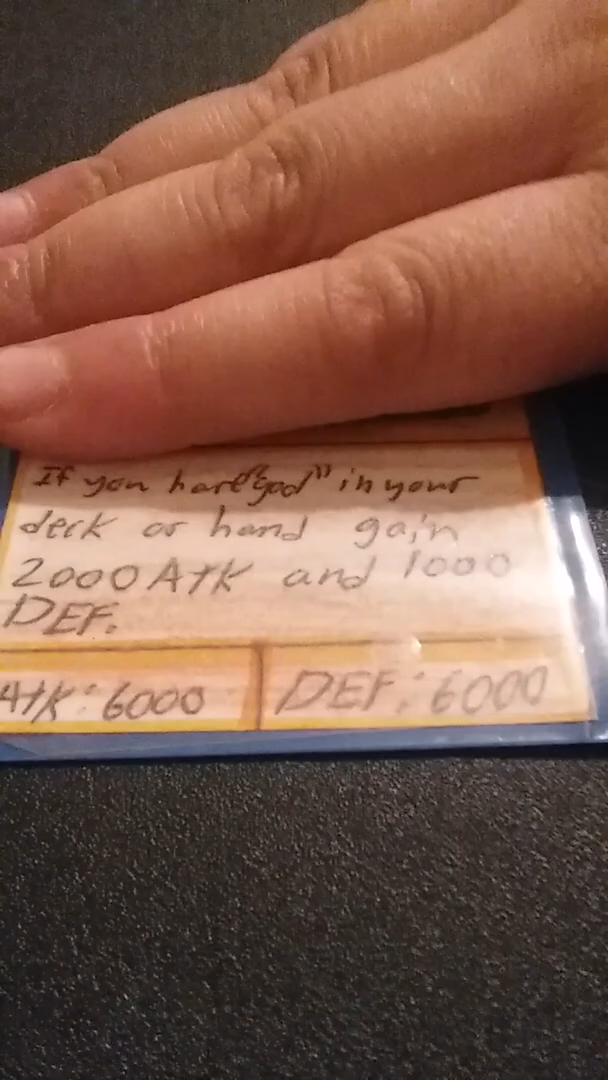 If you have "god" in your
deck or hand gain
2000 Atk and 1000
DEF.
Atk: 6000 DEF: 6000